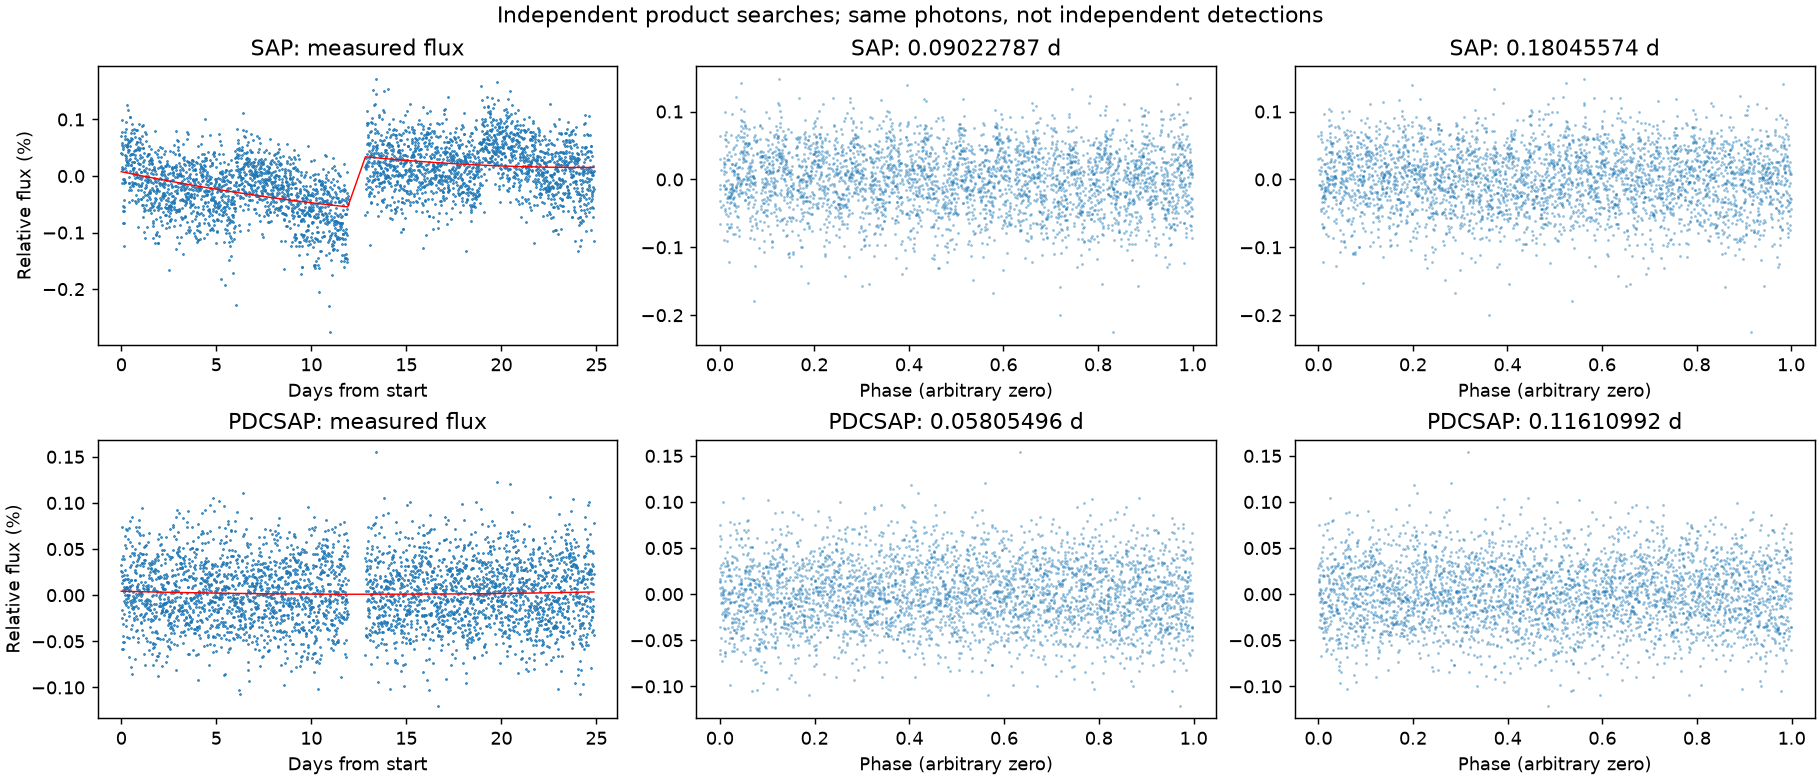 Independent product searches; same photons, not independent detections
SAP: measured flux
Relative flux (%)
0.1
0.0
−0.1
−0.2
0 5 10 15 20 25
Days from start
SAP: 0.09022787 d
0.1
0.0
−0.1
−0.2
0.0 0.2 0.4 0.6 0.8 1.0
Phase (arbitrary zero)
SAP: 0.18045574 d
0.1
0.0
−0.1
−0.2
0.0 0.2 0.4 0.6 0.8 1.0
Phase (arbitrary zero)
PDCSAP: measured flux
Relative flux (%)
0.15
0.10
0.05
0.00
−0.05
−0.10
0 5 10 15 20 25
Days from start
PDCSAP: 0.05805496 d
0.15
0.10
0.05
0.00
−0.05
−0.10
0.0 0.2 0.4 0.6 0.8 1.0
Phase (arbitrary zero)
PDCSAP: 0.11610992 d
0.15
0.10
0.05
0.00
−0.05
−0.10
0.0 0.2 0.4 0.6 0.8 1.0
Phase (arbitrary zero)